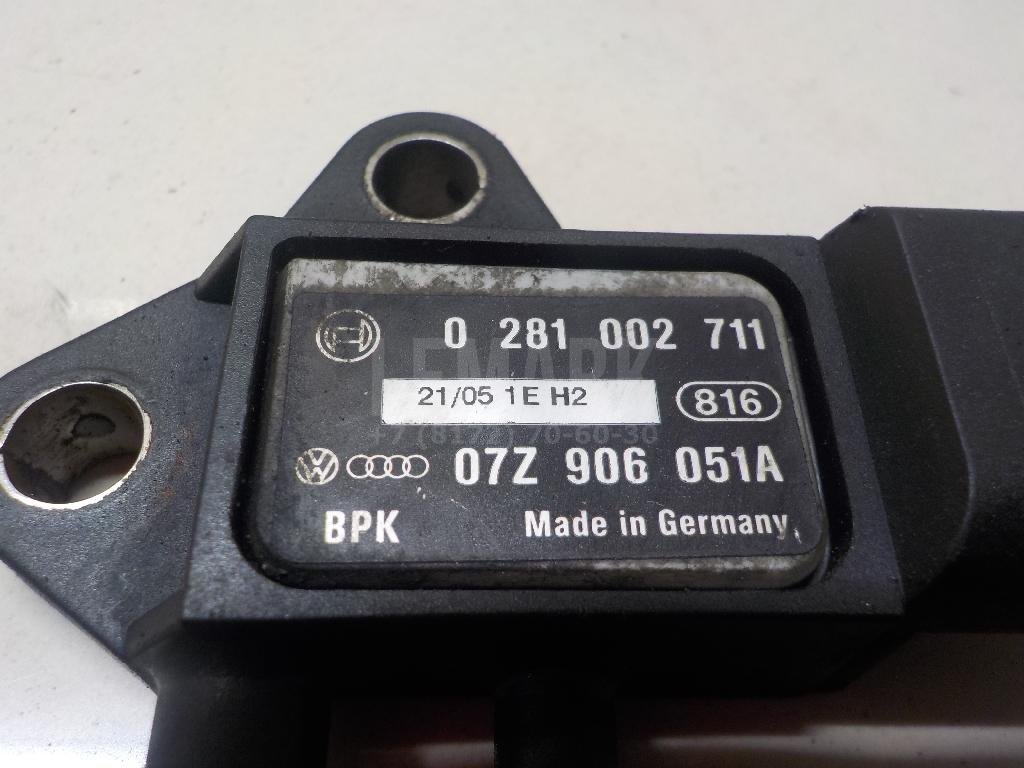 0 281 002 711
21/05 1E H2
816
07Z 906 051A
BPK Made in Germany